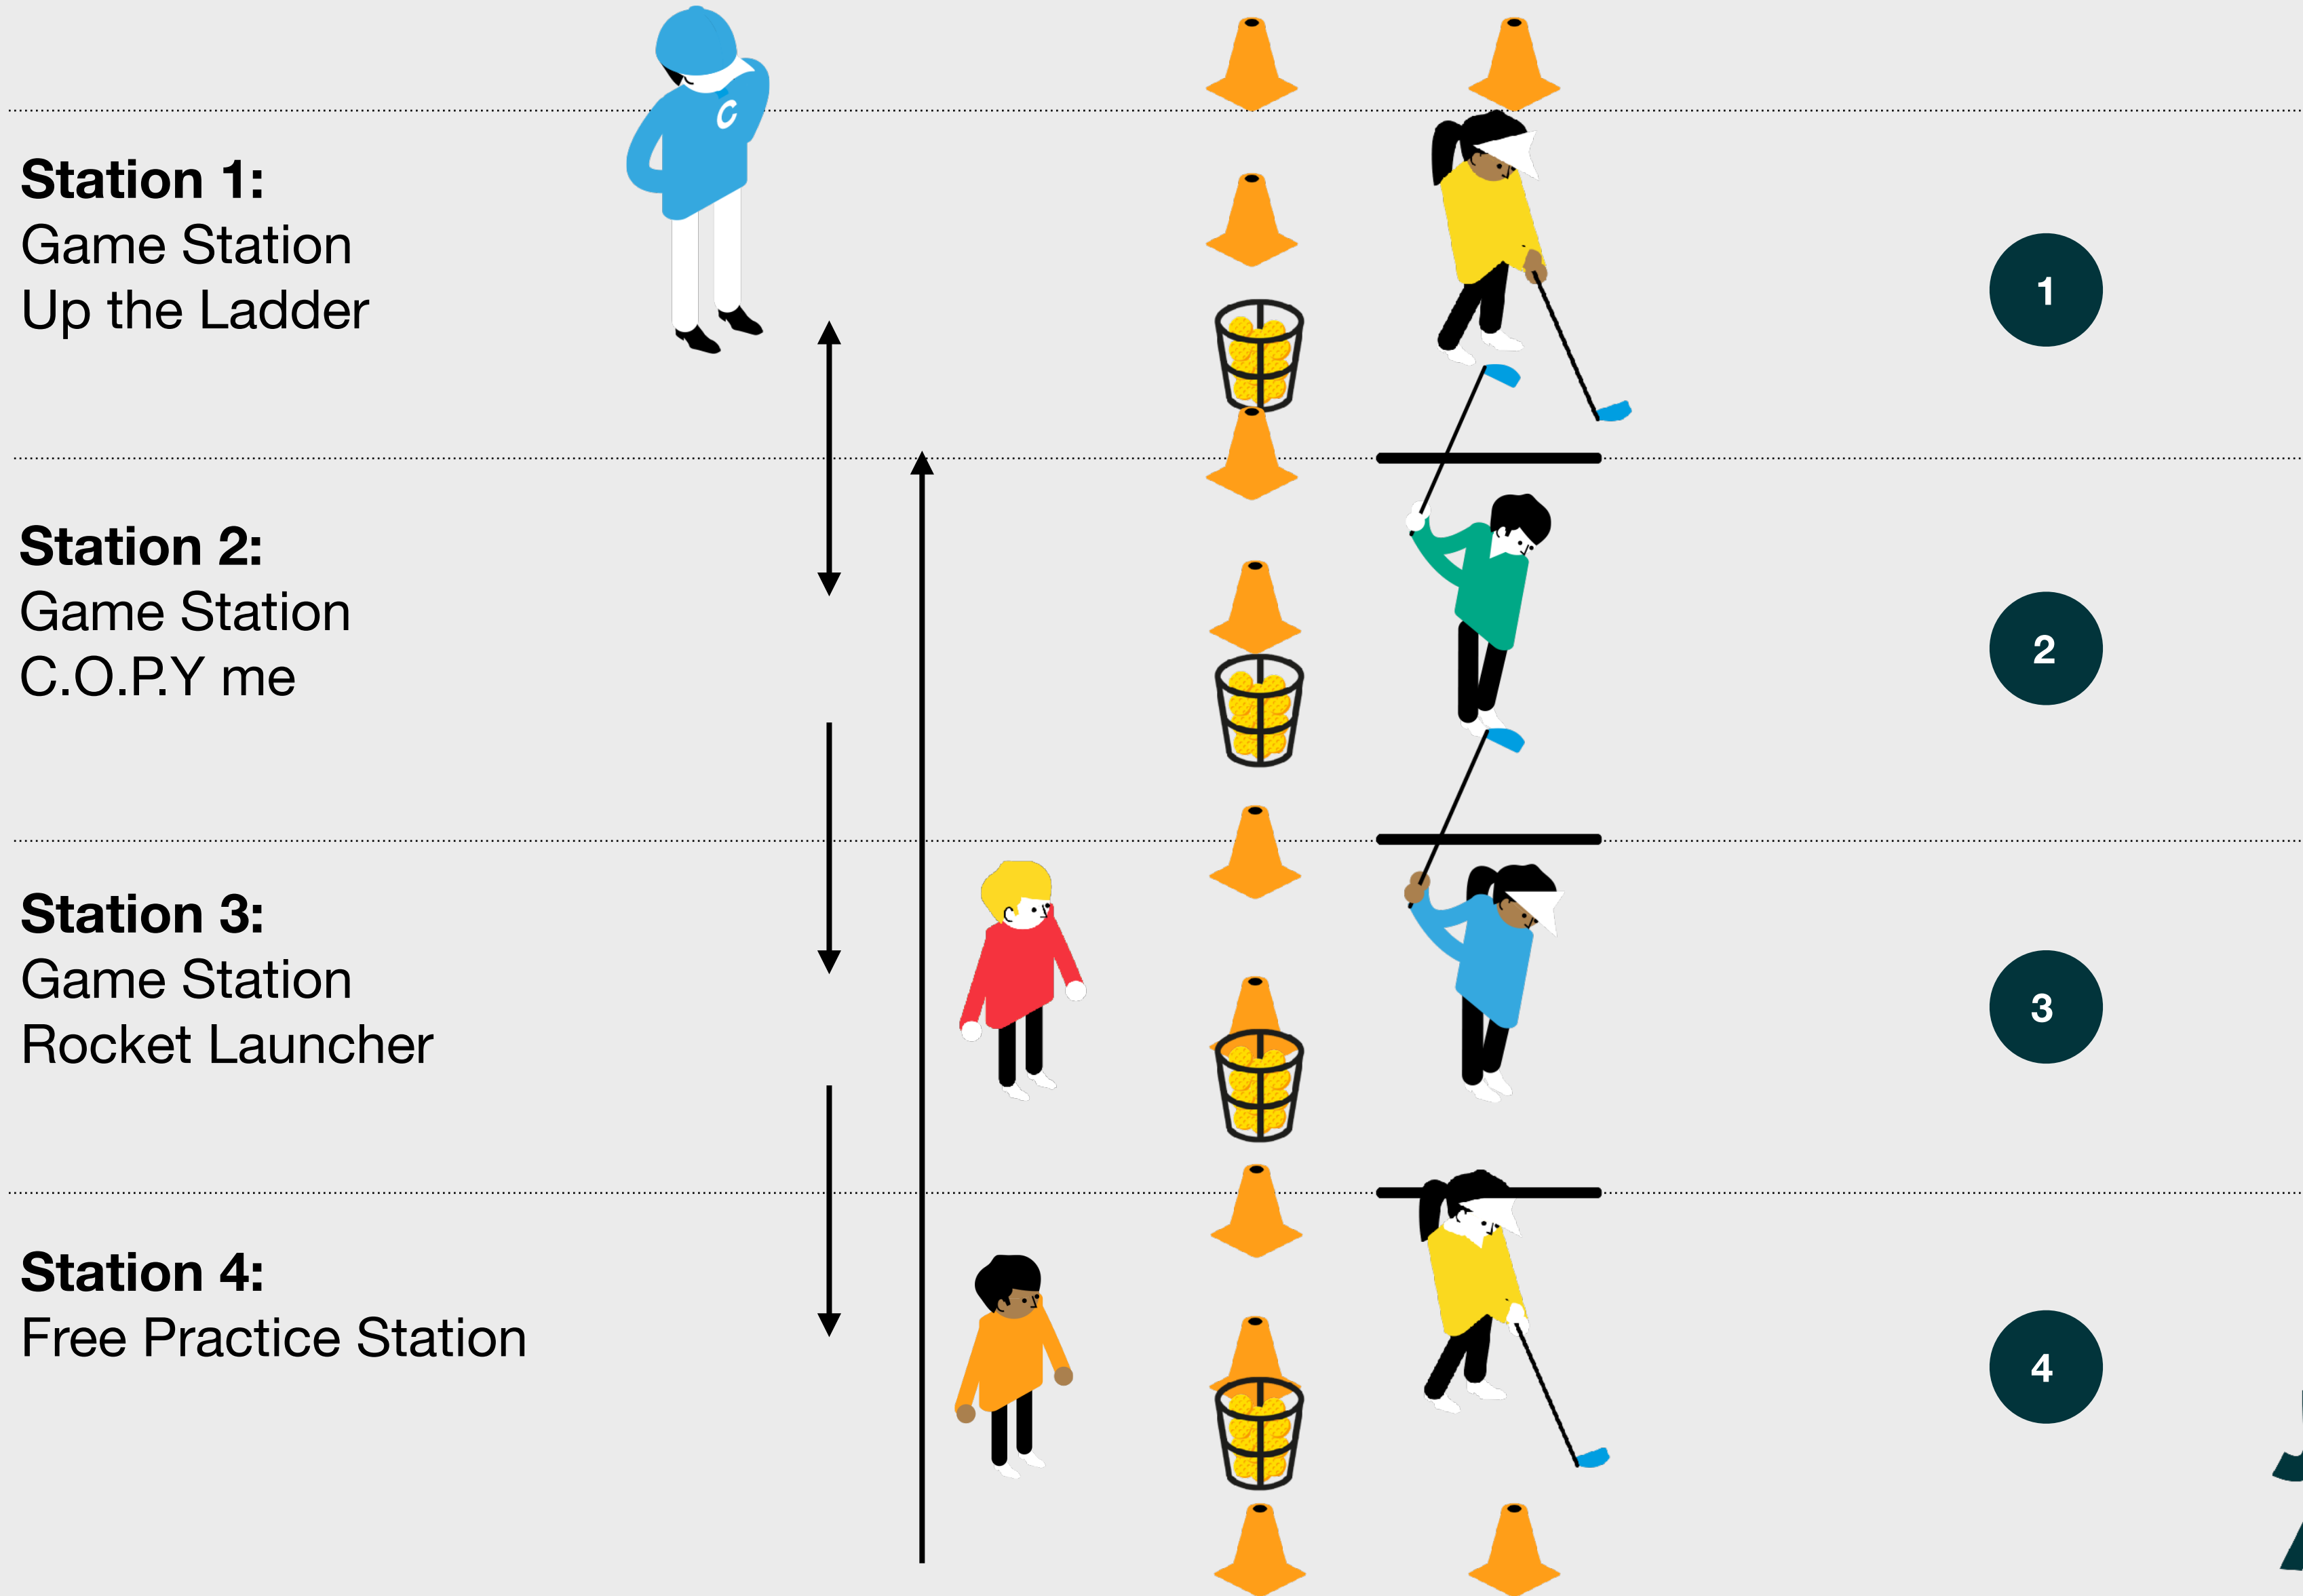 Station 1:
Game Station
Up the Ladder
1
Station 2:
Game Station
C.O.P.Y me
2
Station 3:
Game Station
Rocket Launcher
3
Station 4:
Free Practice Station
4
C